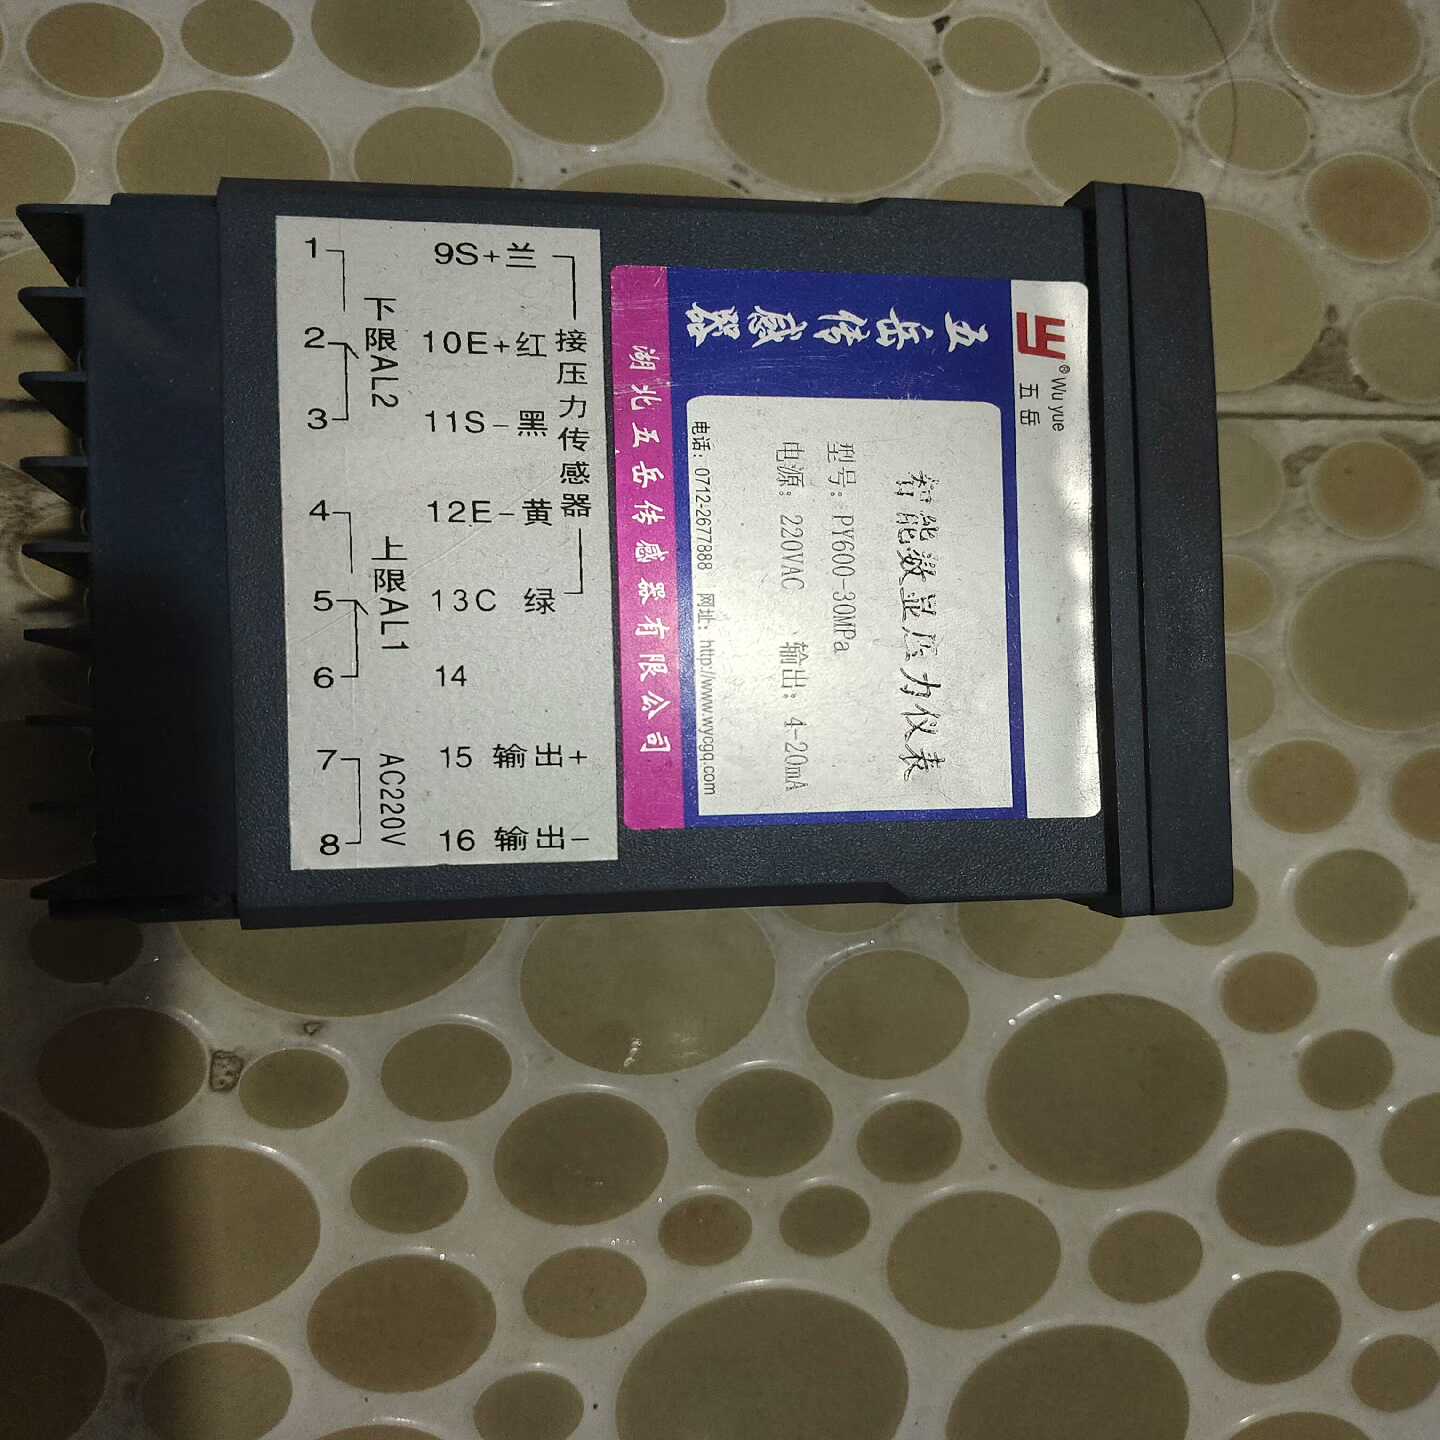 1
2
3
4
5
6
7
8
下限AL2
上限AL1
AC220V
9S+兰
10E+红
11S-黑
12E-黄
13C 绿
14
15 输出+
16 输出-
接压力传感器
Wu yue
五岳
®
五岳传感器
智能数显压力仪表
型号：PY600-30MPa
电源：220VAC 输出：4-20mA
电话：0712-2677888 网址：http://www.wycgq.com
湖北五岳传感器有限公司